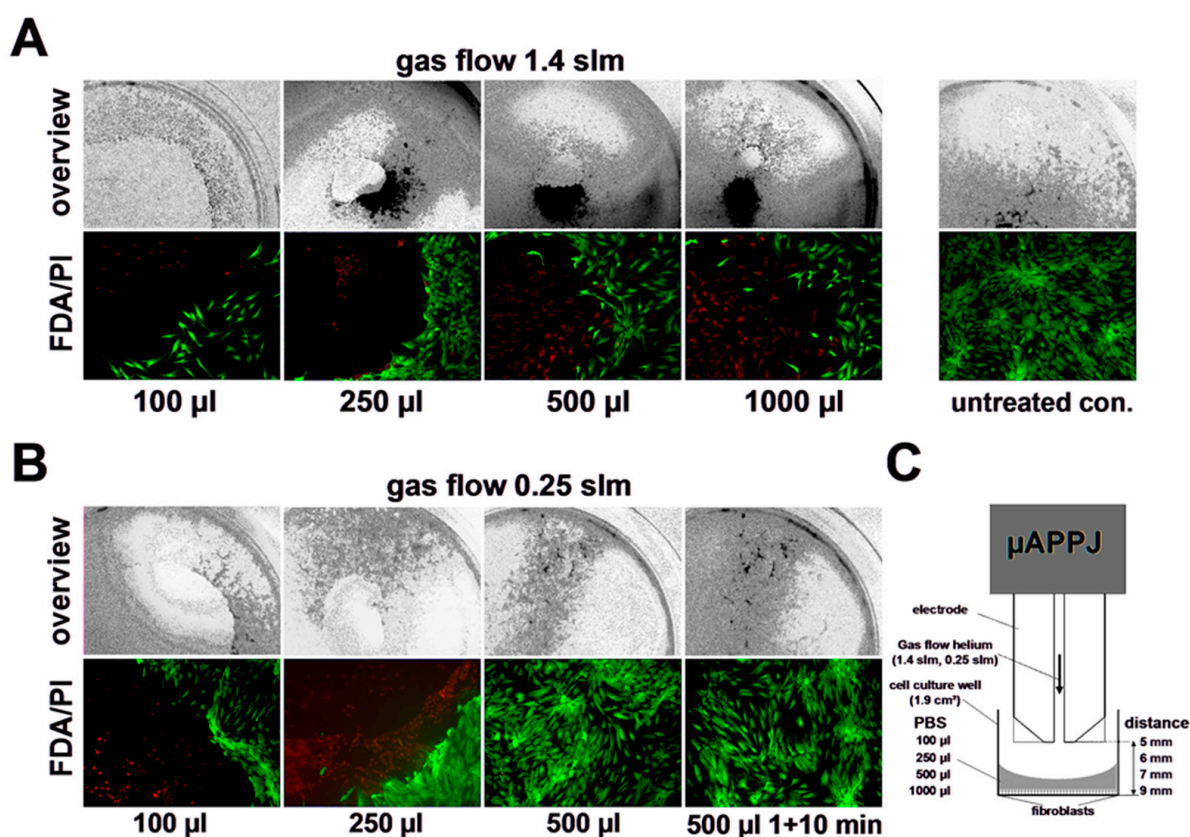 A
gas flow 1.4 slm
overview
FDA/PI
100 µl
250 µl
500 µl
1000 µl
untreated con.
B
gas flow 0.25 slm
overview
FDA/PI
100 µl
250 µl
500 µl
500 µl 1+10 min
C
µAPPJ
electrode
Gas flow helium
(1.4 slm, 0.25 slm)
cell culture well
(1.9 cm²)
PBS
distance
100 µl
5 mm
250 µl
6 mm
500 µl
7 mm
1000 µl
9 mm
fibroblasts